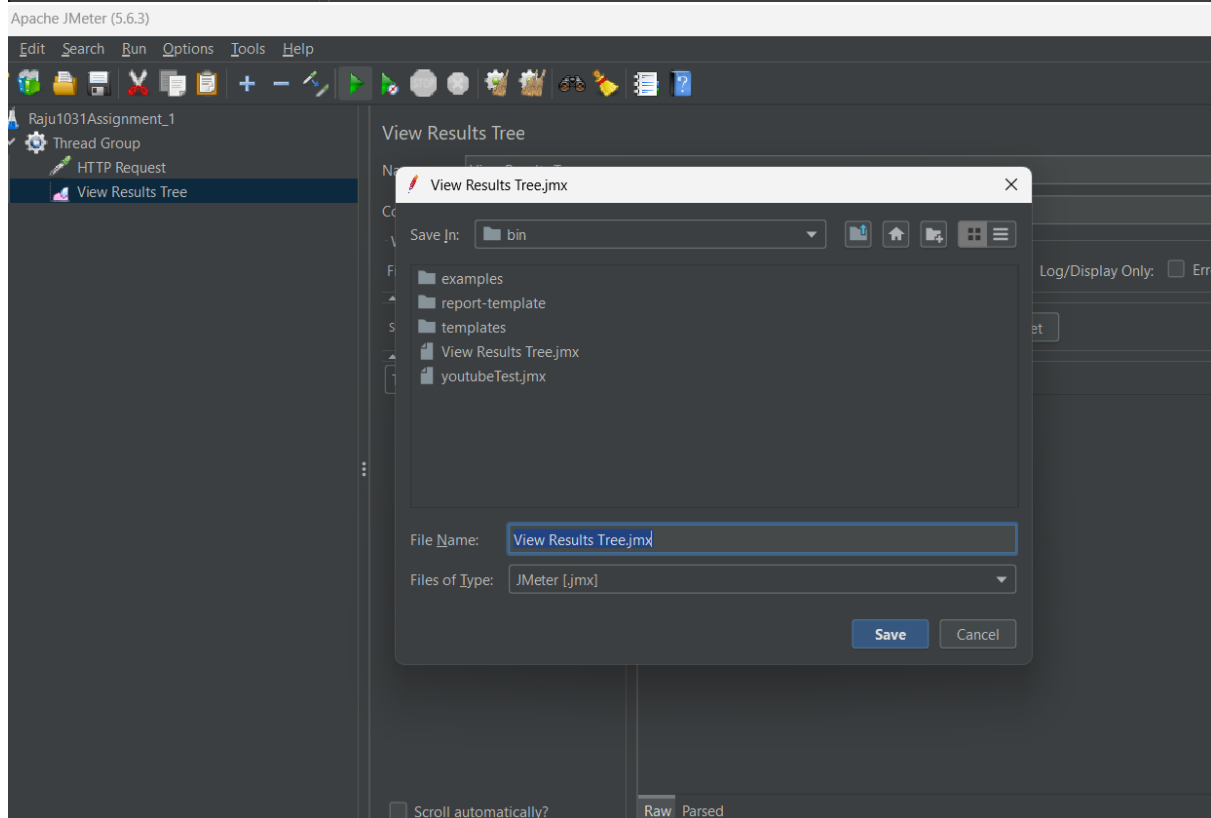 Apache JMeter (5.6.3)
Edit Search Run Options Tools Help
STOP
?
Raju1031Assignment_1
Thread Group
HTTP Request
View Results Tree
View Results Tree
View Results Tree.jmx
Save In: bin
Log/Display Only: Err
examples
report-template
templates
View Results Tree.jmx
youtubeTest.jmx
File Name: View Results Tree.jmx
Files of Type: JMeter [.jmx]
Save Cancel
Scroll automatically?
Raw Parsed